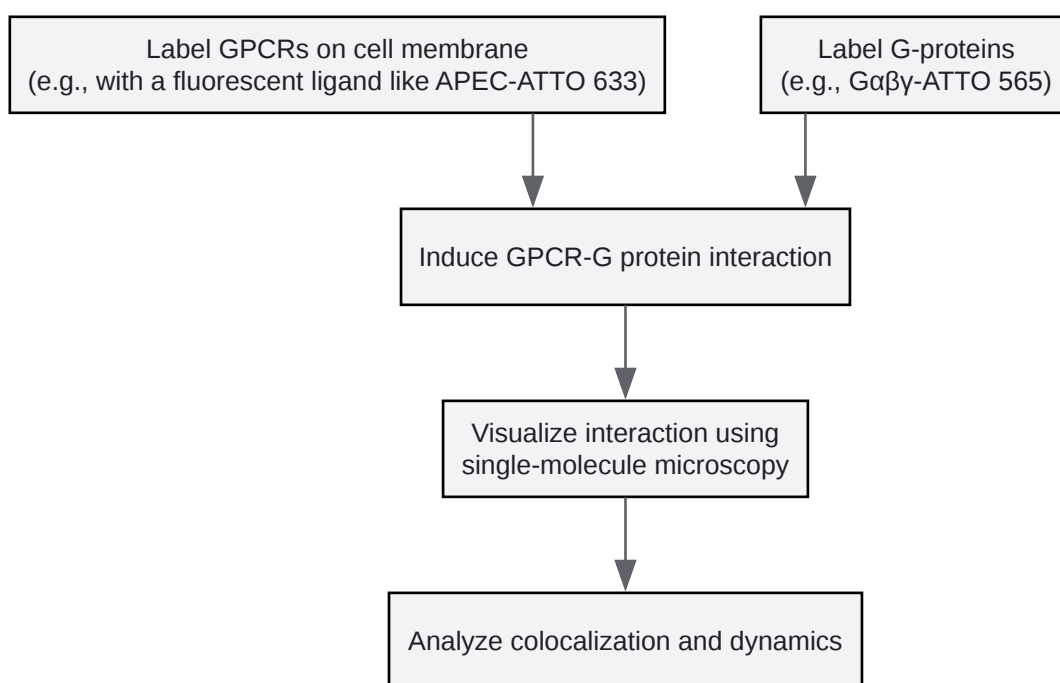 Label GPCRs on cell membrane
(e.g., with a fluorescent ligand like APEC-ATTO 633)
Label G-proteins
(e.g., Gαβγ-ATTO 565)
Induce GPCR-G protein interaction
Visualize interaction using
single-molecule microscopy
Analyze colocalization and dynamics